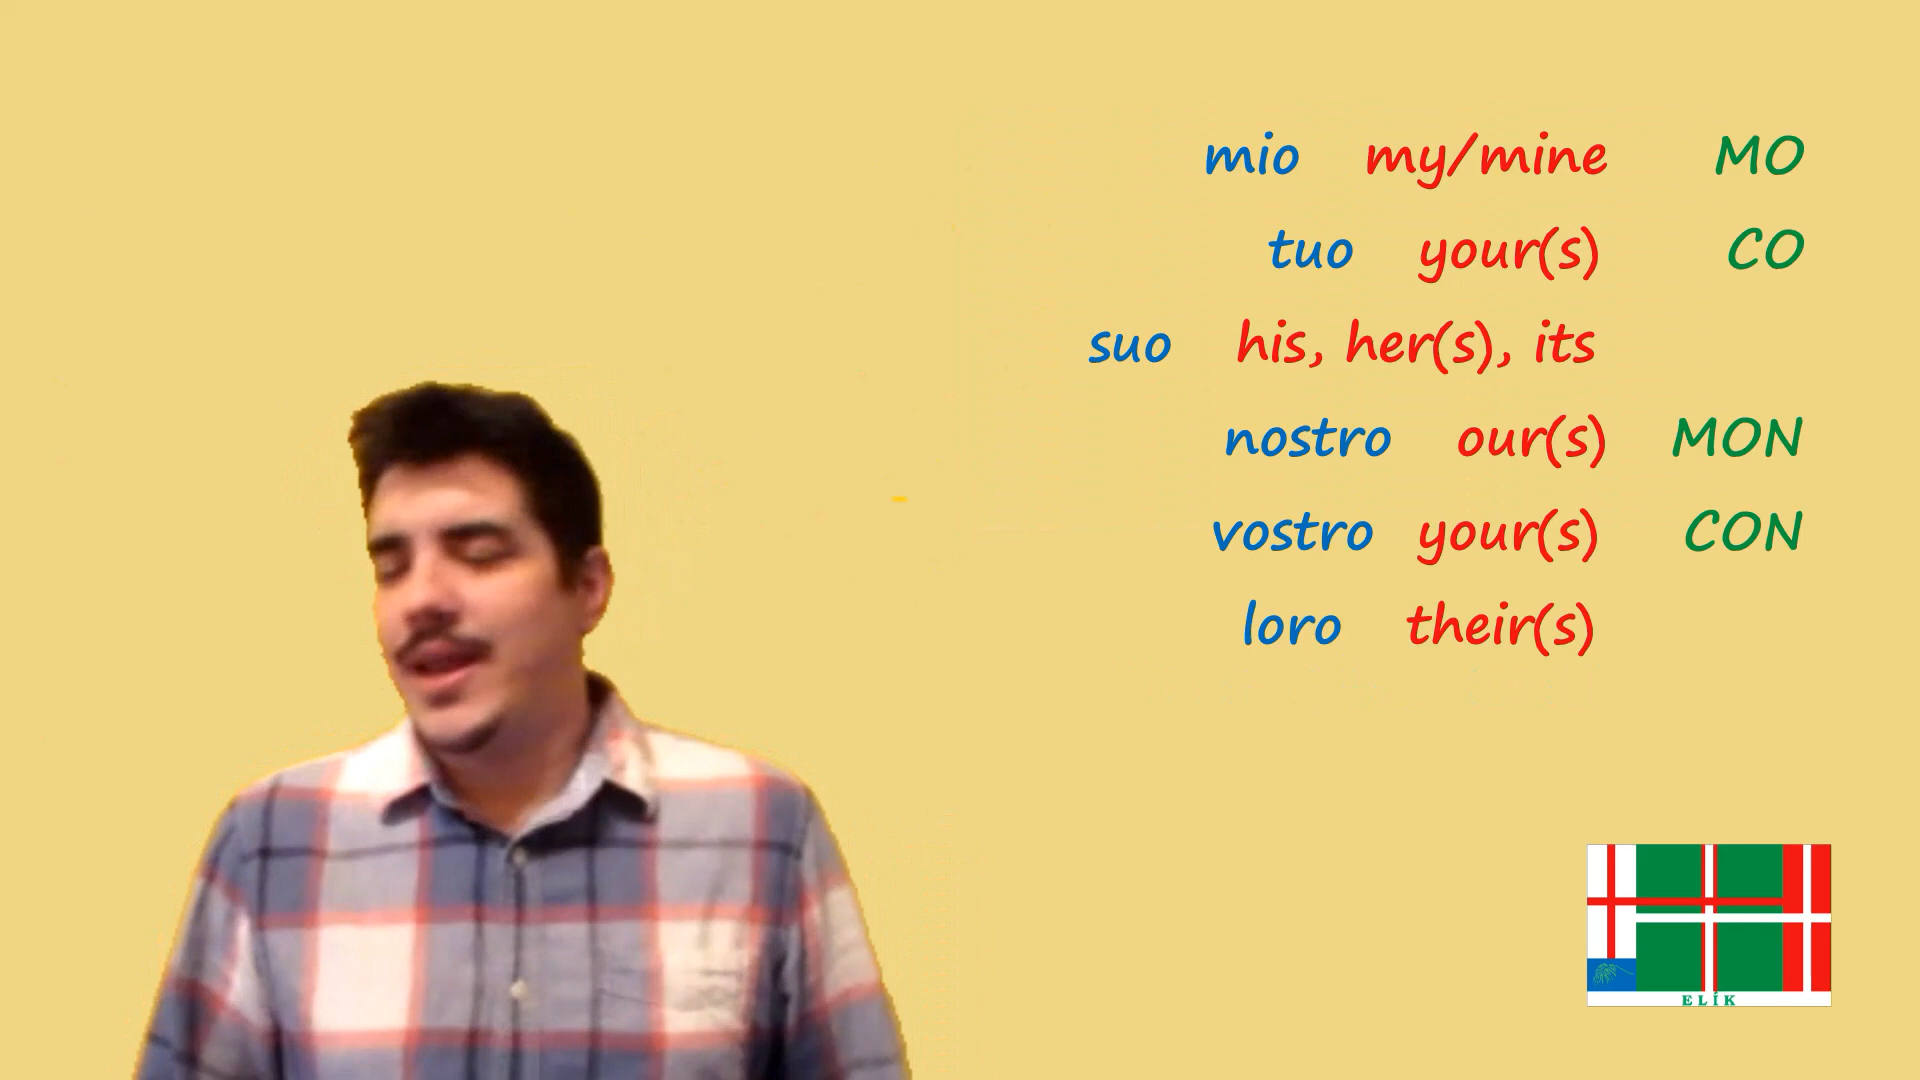 mio my/mine MO
tuo your(s) CO
suo his, her(s), its
nostro our(s) MON
vostro your(s) CON
loro their(s)
ELÍK